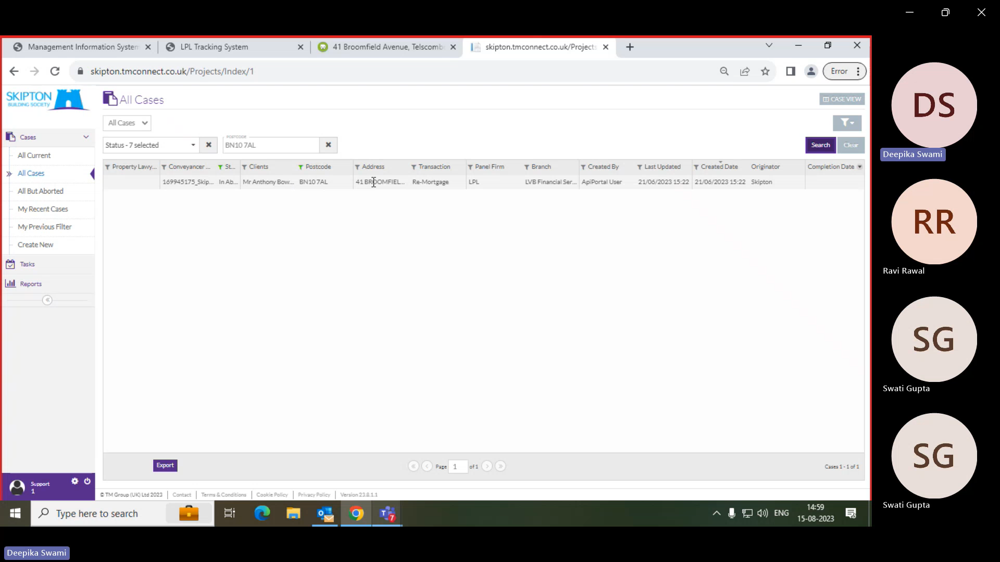 Management Information System
LPL Tracking System
41 Broomfield Avenue, Telscomb
skipton.tmconnect.co.uk/Projects
skipton.tmconnect.co.uk/Projects/Index/1
Error
SKIPTON
BUILDING SOCIETY
All Cases
CASE VIEW
All Cases
Status - 7 selected
POSTCODE
BN10 7AL
Search
Clear
Cases
All Current
All Cases
All But Aborted
My Recent Cases
My Previous Filter
Create New
Tasks
Reports
Property Lawy... Conveyancer ... St... Clients Postcode Address Transaction Panel Firm Branch Created By Last Updated Created Date Originator Completion Date
169945175_Skip... In Ab... Mr Anthony Bow... BN10 7AL 41 BROOMFIEL... Re-Mortgage LPL LVB Financial Ser... ApiPortal User 21/06/2023 15:22 21/06/2023 15:22 Skipton
Export
Page 1 of 1
Cases 1 - 1 of 1
Support
1
© TM Group (UK) Ltd 2023 Contact Terms & Conditions Cookie Policy Privacy Policy Version 23.8.1.1
Type here to search
7
ENG
14:59
15-08-2023
DS
Deepika Swami
RR
Ravi Rawal
SG
Swati Gupta
SG
Swati Gupta
Deepika Swami